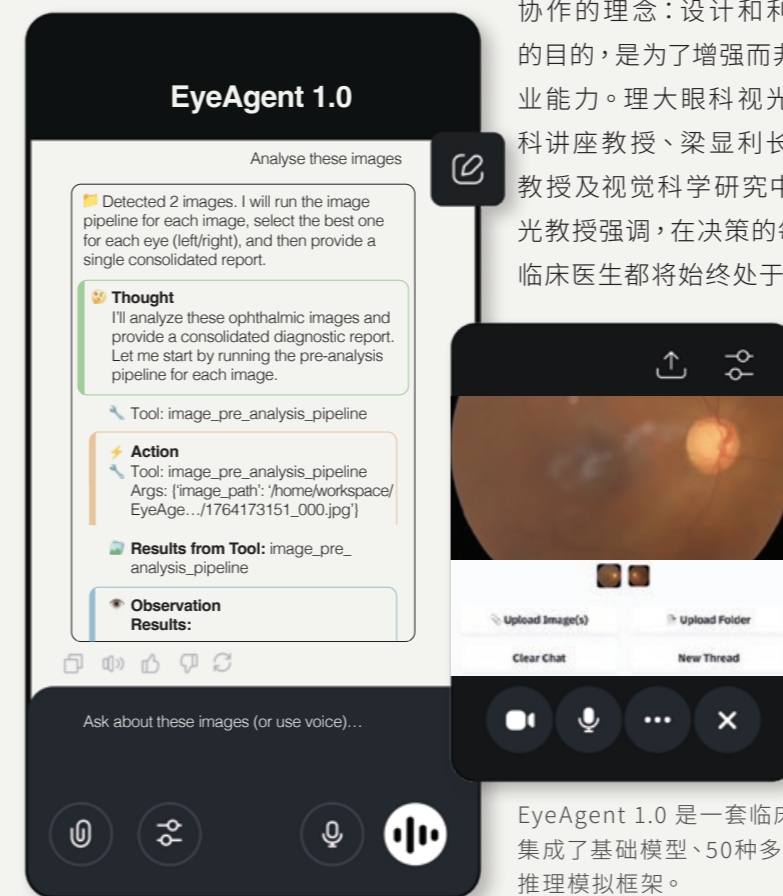 EyeAgent 1.0
Analyse these images
Detected 2 images. I will run the image
pipeline for each image, select the best one
for each eye (left/right), and then provide a
single consolidated report.
Thought
I'll analyze these ophthalmic images and
provide a consolidated diagnostic report.
Let me start by running the pre-analysis
pipeline for each image.
Tool: image_pre_analysis_pipeline
Action
Tool: image_pre_analysis_pipeline
Args: {‘image_path’: ‘/home/workspace/
EyeAge…/1764173151_000.jpg’}
Results from Tool: image_pre_
analysis_pipeline
Observation
Results:
Ask about these images (or use voice)…
协作的理念：设计和利
的目的，是为了增强而非
业能力。理大眼科视光
科讲座教授、梁显利长
教授及视觉科学研究中
光教授强调，在决策的每
临床医生都将始终处于
Upload Image(s)
Upload Folder
Clear Chat
New Thread
EyeAgent 1.0 是一套临床
集成了基础模型、50种多
推理模拟框架。